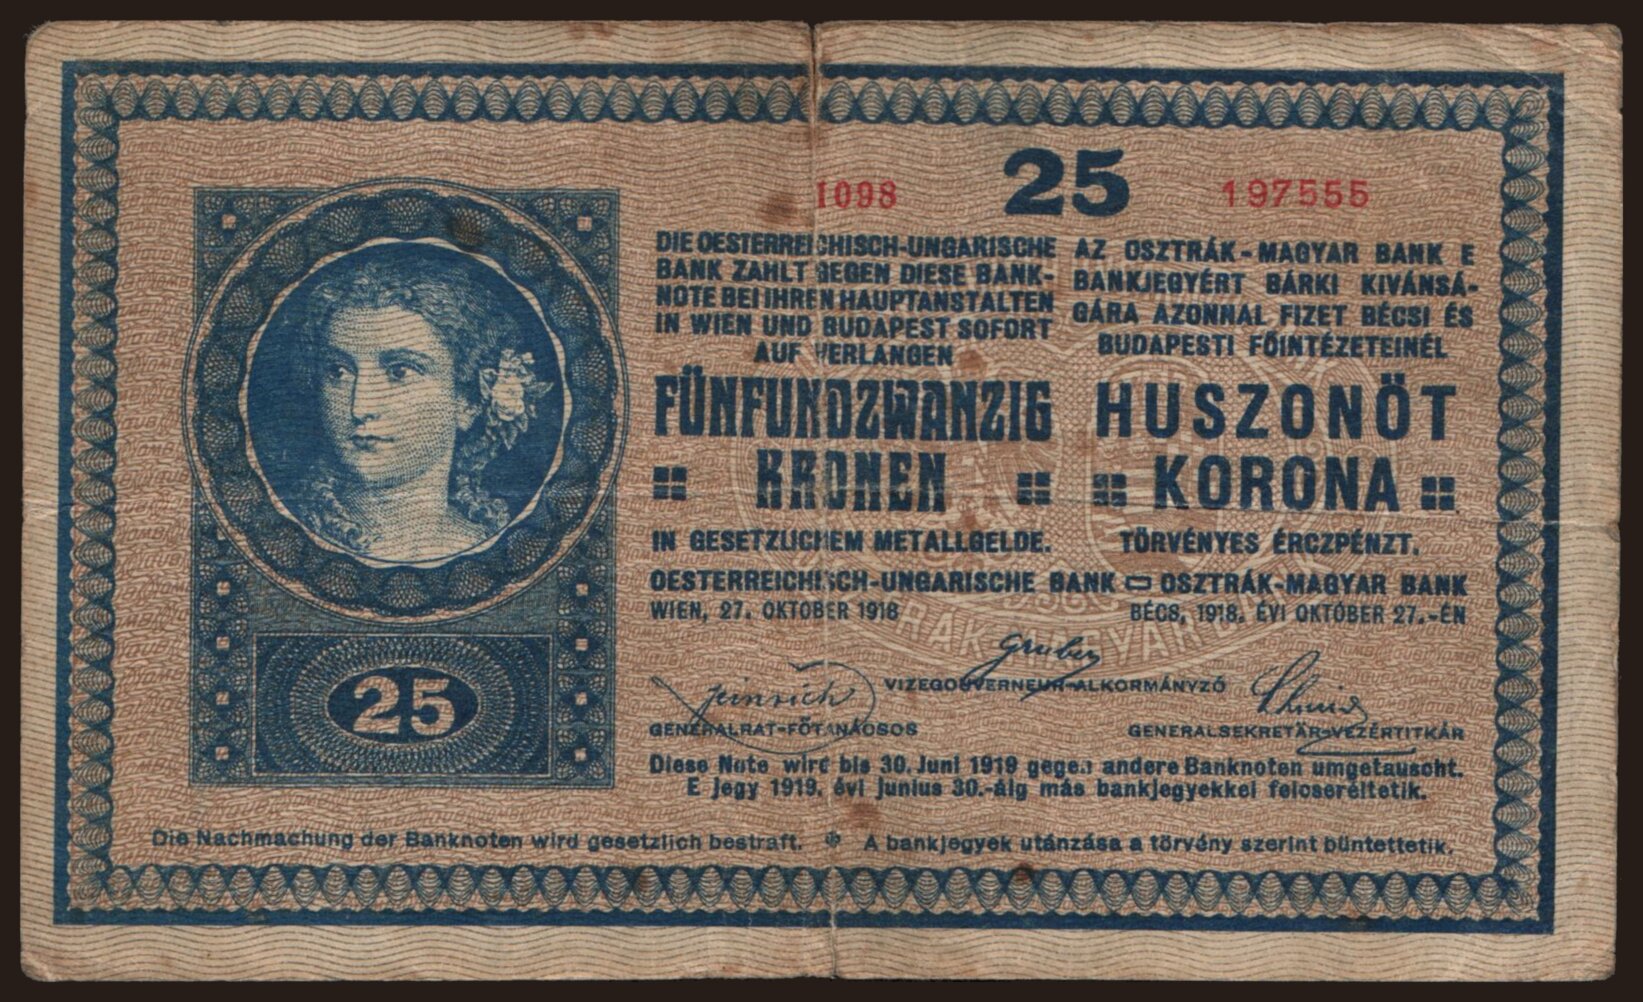 1098 25 197555
DIE OESTERREICHISCH-UNGARISCHE
BANK ZAHLT GEGEN DIESE BANK-
NOTE BEI IHREN HAUPTANSTALTEN
IN WIEN UND BUDAPEST SOFORT
AUF VERLANGEN
FÜNFUNDZWANZIG
KRONEN
IN GESETZLICHEM METALLGELDE.
AZ OSZTRÁK-MAGYAR BANK E
BANKJEGYÉRT BÁRKI KIVÁNSÁ-
GÁRA AZONNAL FIZET BÉCSI ÉS
BUDAPESTI FŐINTÉZETEINÉL
HUSZONÖT
KORONA
TÖRVÉNYES ÉRCZPÉNZT.
OESTERREICHISCH-UNGARISCHE BANK OSZTRÁK-MAGYAR BANK
WIEN, 27. OKTOBER 1918
BÉCS, 1918. ÉVI OKTÓBER 27.-ÉN
Gruber
VIZEGOUVERNEUR-ALKORMÁNYZÓ
GENERALRAT-FŐTANÁCSOS
GENERALSEKRETÄR-VEZÉRTITKÁR
25
Diese Note wird bis 30. Juni 1919 gegen andere Banknoten umgetauscht.
E jegy 1919. évi junius 30.-áig más bankjegyekkel felcseréltetik.
Die Nachmachung der Banknoten wird gesetzlich bestraft. A bankjegyek utánzása a törvény szerint büntettetik.